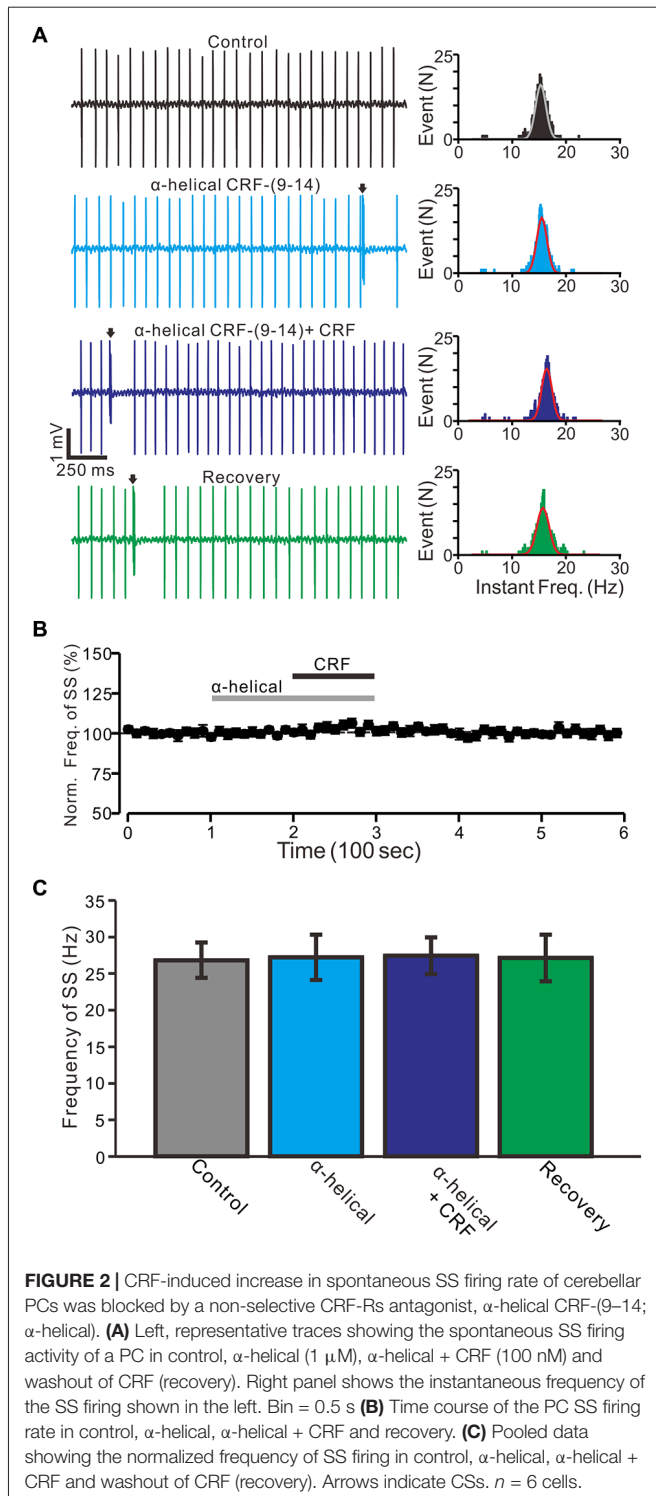 A
Control
α-helical CRF-(9-14)
α-helical CRF-(9-14)+ CRF
1 mV
250 ms
Recovery
Event (N)
25
0
0 10 20 30
Event (N)
25
0
0 10 20 30
Event (N)
25
0
0 10 20 30
Event (N)
25
0
0 10 20 30
Instant Freq. (Hz)
B
Norm. Freq. of SS (%)
150
125
100
75
50
CRF
α-helical
0 1 2 3 4 5 6
Time (100 sec)
C
Frequency of SS (Hz)
35
30
25
20
15
10
5
0
Control
α-helical
α-helical
+ CRF
Recovery
FIGURE 2 | CRF-induced increase in spontaneous SS firing rate of cerebellar
PCs was blocked by a non-selective CRF-Rs antagonist, α-helical CRF-(9–14;
α-helical). (A) Left, representative traces showing the spontaneous SS firing
activity of a PC in control, α-helical (1 μM), α-helical + CRF (100 nM) and
washout of CRF (recovery). Right panel shows the instantaneous frequency of
the SS firing shown in the left. Bin = 0.5 s (B) Time course of the PC SS firing
rate in control, α-helical, α-helical + CRF and recovery. (C) Pooled data
showing the normalized frequency of SS firing in control, α-helical, α-helical +
CRF and washout of CRF (recovery). Arrows indicate CSs. n = 6 cells.